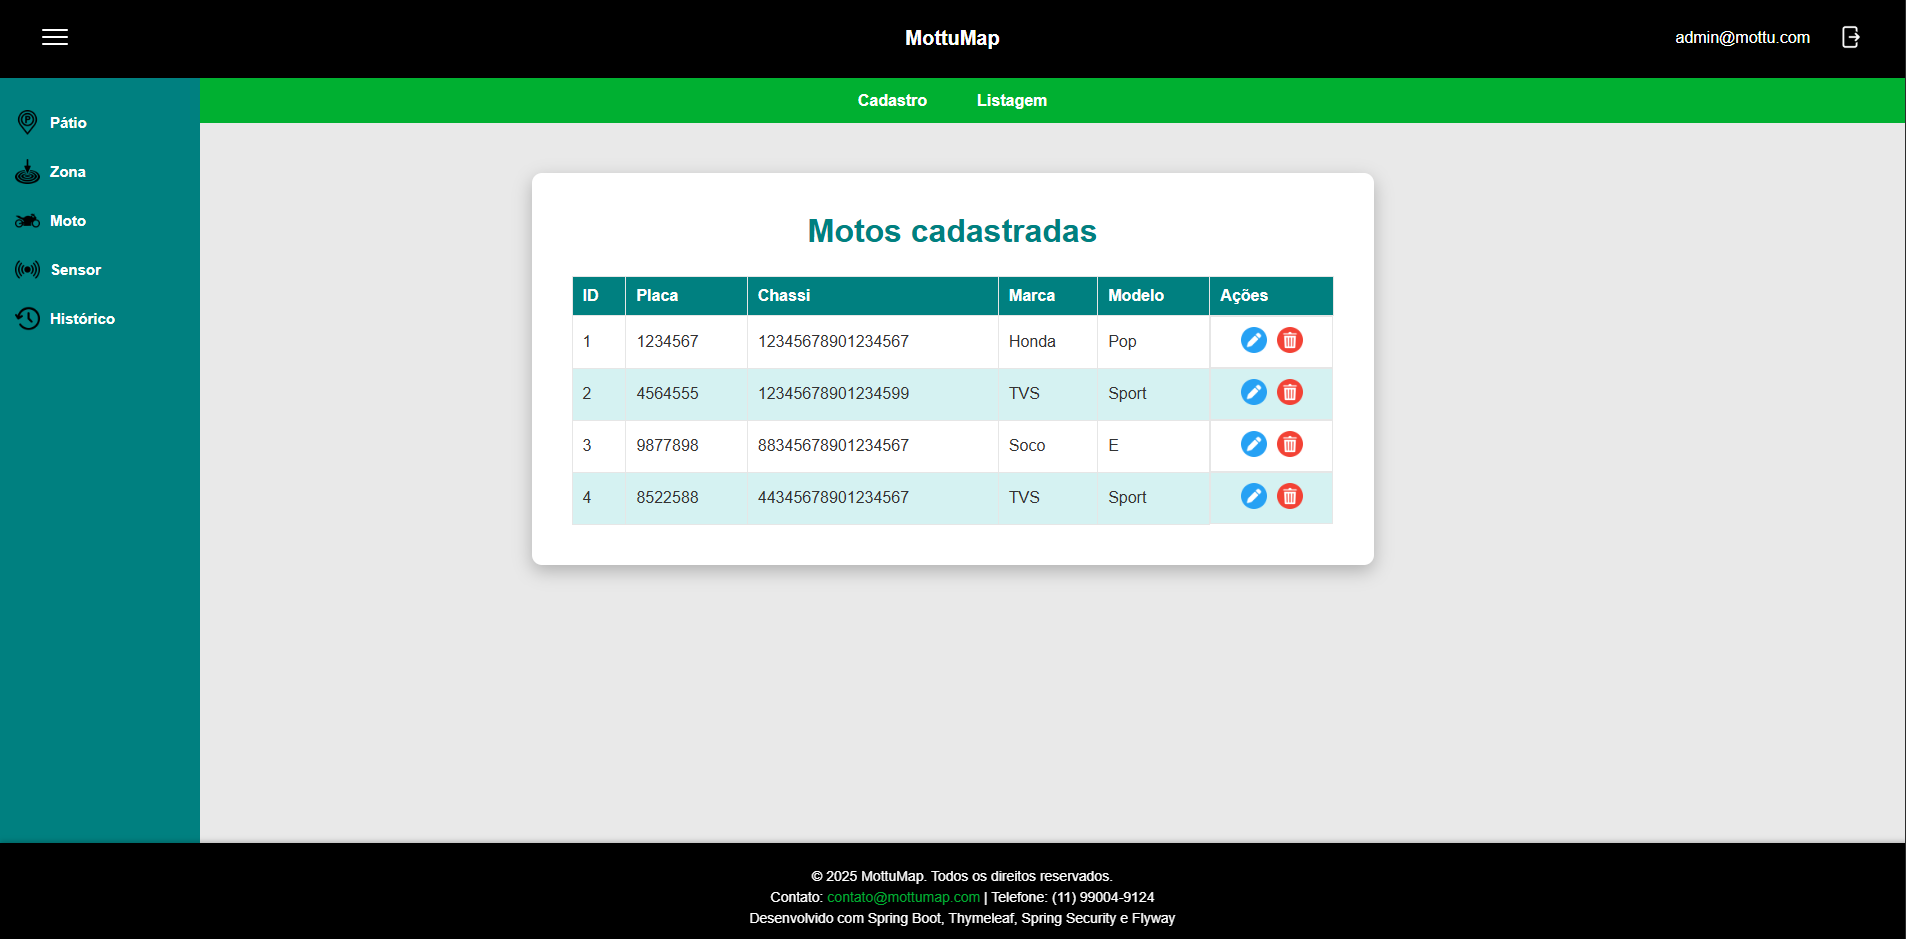 MottuMap
admin@mottu.com
Cadastro Listagem
Pátio
Zona
Moto
Sensor
Histórico
Motos cadastradas
ID Placa Chassi Marca Modelo Ações
1 1234567 12345678901234567 Honda Pop
2 4564555 12345678901234599 TVS Sport
3 9877898 88345678901234567 Soco E
4 8522588 44345678901234567 TVS Sport
© 2025 MottuMap. Todos os direitos reservados.
Contato: contato@mottumap.com | Telefone: (11) 99004-9124
Desenvolvido com Spring Boot, Thymeleaf, Spring Security e Flyway